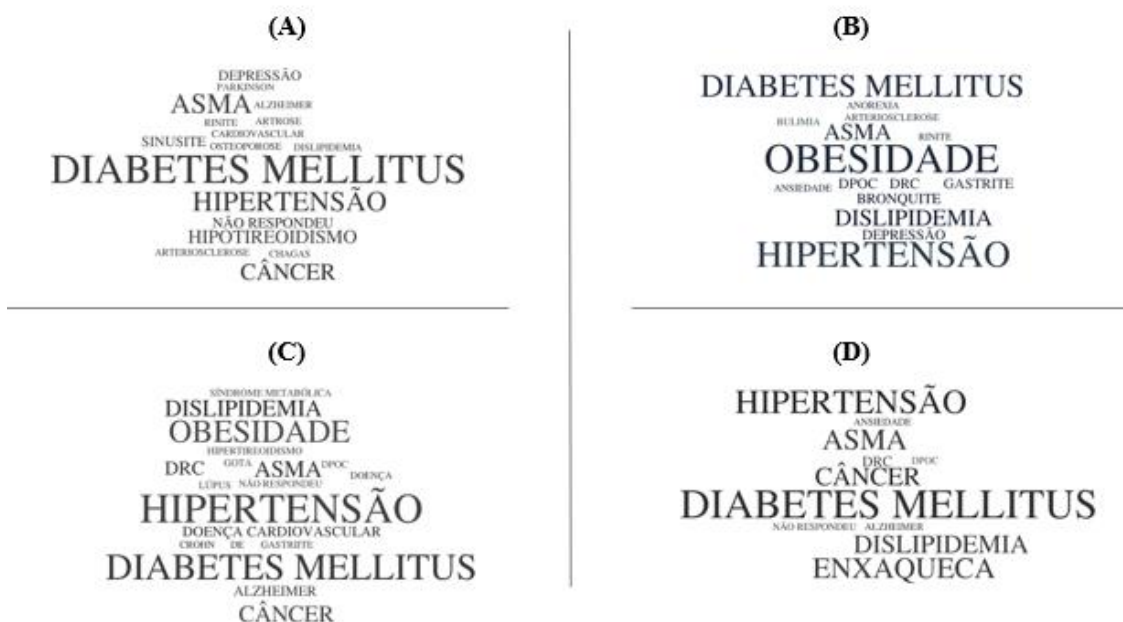 (A)
DEPRESSÃO
PARKINSON
ASMA ALZHEIMER
RINITE ARTROSE
CARDIOVASCULAR
SINUSITE OSTEOPOROSE DISLIPIDEMIA
DIABETES MELLITUS
HIPERTENSÃO
NÃO RESPONDEU
HIPOTIREOIDISMO
ARTERIOSCLEROSE CHAGAS
CÂNCER
(B)
DIABETES MELLITUS
ANOREXIA
BULIMIA ARTERIOSCLEROSE
ASMA RINITE
OBESIDADE
ANSIEDADE DPOC DRC GASTRITE
BRONQUITE
DISLIPIDEMIA
DEPRESSÃO
HIPERTENSÃO
(C)
SÍNDROME METABÓLICA
DISLIPIDEMIA
OBESIDADE
HIPERTIREOIDISMO
DRC GOTA ASMA DPOC
DOENÇA
LÚPUS NÃO RESPONDEU
HIPERTENSÃO
DOENÇA CARDIOVASCULAR
CROHN DE GASTRITE
DIABETES MELLITUS
ALZHEIMER
CÂNCER
(D)
HIPERTENSÃO
ANSIEDADE
ASMA
DRC DPOC
CÂNCER
DIABETES MELLITUS
NÃO RESPONDEU ALZHEIMER
DISLIPIDEMIA
ENXAQUECA